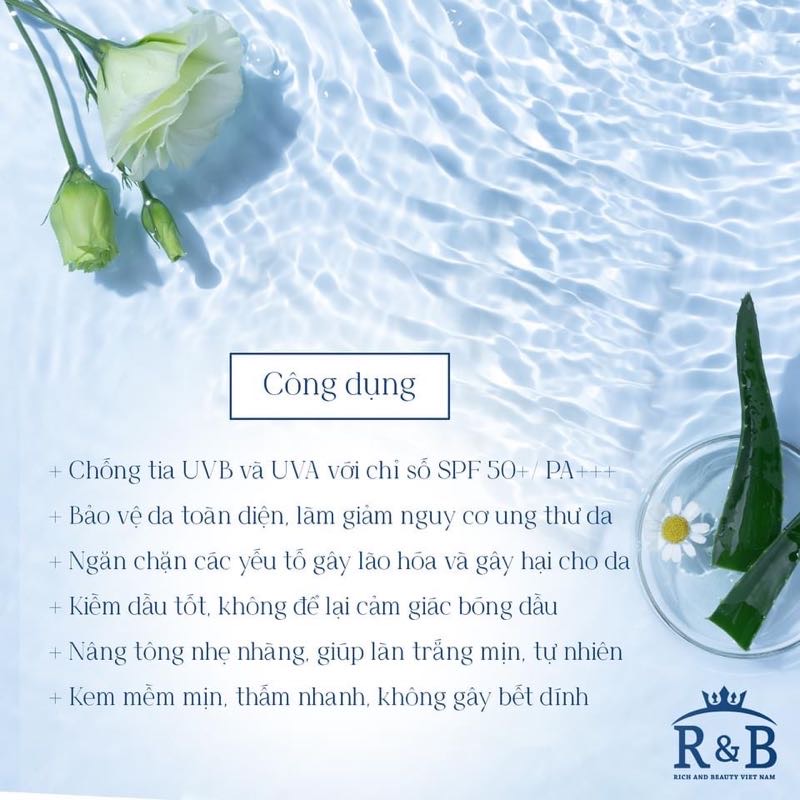 Công dụng
+ Chống tia UVB và UVA với chỉ số SPF 50+/ PA+++
+ Bảo vệ da toàn diện, làm giảm nguy cơ ung thư da
+ Ngăn chặn các yếu tố gây lão hóa và gây hại cho da
+ Kiềm dầu tốt, không để lại cảm giác bóng dầu
+ Nâng tông nhẹ nhàng, giúp làn trắng mịn, tự nhiên
+ Kem mềm mịn, thấm nhanh, không gây bết dính
R&B
RICH AND BEAUTY VIET NAM